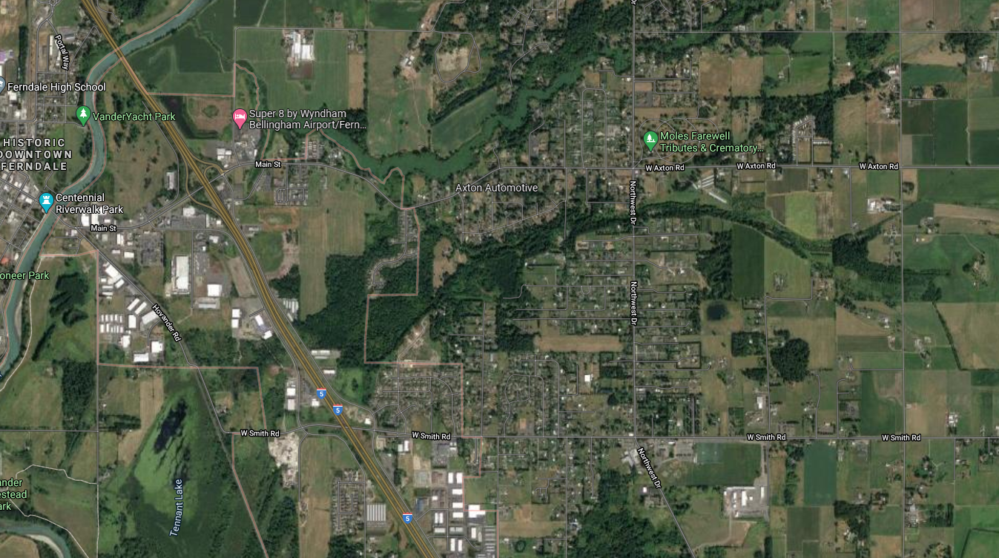 Portal Way
Dr
Ferndale High School
VanderYacht Park
Super 8 by Wyndham
Bellingham Airport/Fern...
HISTORIC
DOWNTOWN
FERNDALE
Moles Farewell
Tributes & Crematory...
Main St
W Axton Rd
W Axton Rd
W Axton Rd
Axton Automotive
Northwest Dr
Centennial
Riverwalk Park
Main St
oneer Park
Northwest Dr
Hovander Rd
5
5
W Smith Rd
W Smith Rd
W Smith Rd
W Smith Rd
Northwest Dr
ander
estead
ark
Tennant Lake
5